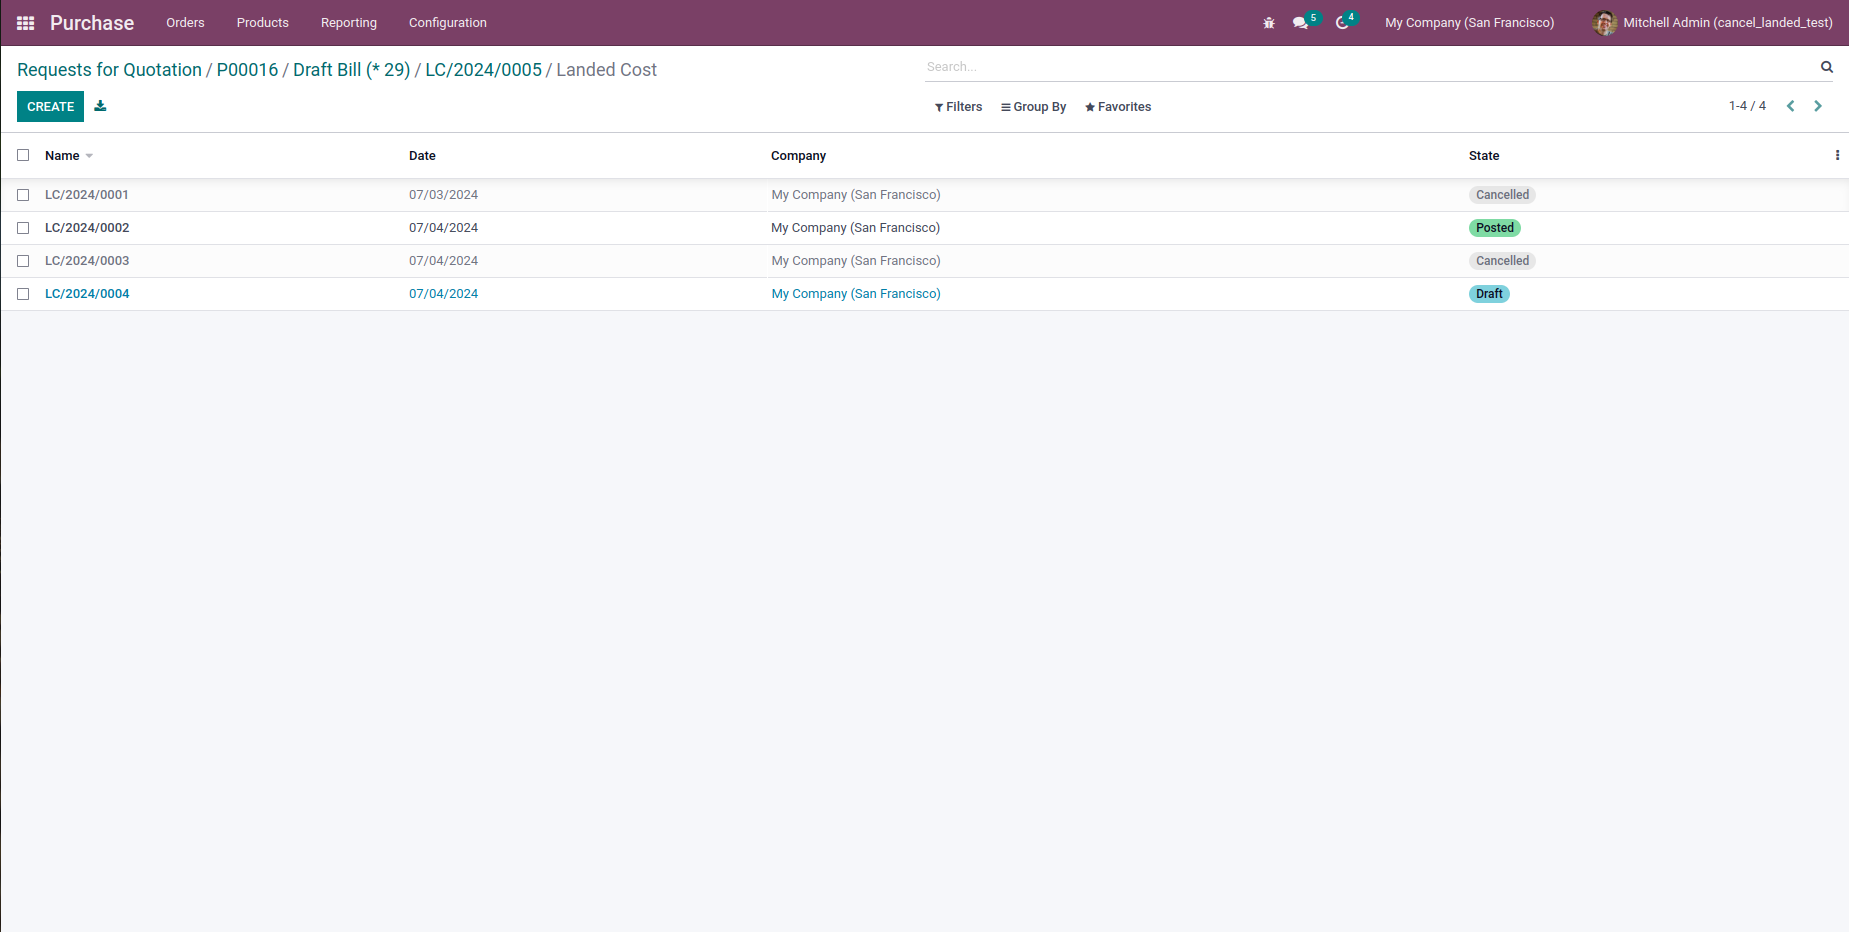 Purchase Orders Products Reporting Configuration 5 4 My Company (San Francisco) Mitchell Admin (cancel_landed_test)
Requests for Quotation / P00016 / Draft Bill (* 29) / LC/2024/0005 / Landed Cost
Search...
CREATE
Filters Group By Favorites 1-4 / 4
Name Date Company State
LC/2024/0001 07/03/2024 My Company (San Francisco) Cancelled
LC/2024/0002 07/04/2024 My Company (San Francisco) Posted
LC/2024/0003 07/04/2024 My Company (San Francisco) Cancelled
LC/2024/0004 07/04/2024 My Company (San Francisco) Draft